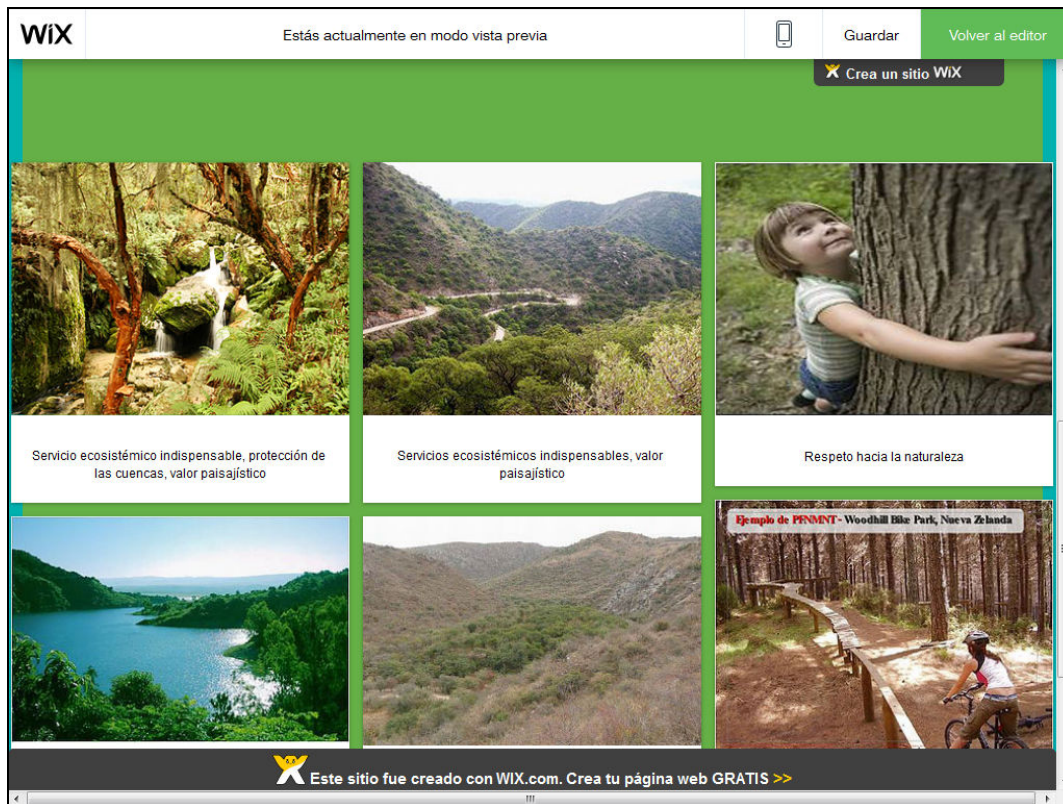 WiX
Estás actualmente en modo vista previa
Guardar
Volver al editor
Crea un sitio WiX
Servicio ecosistémico indispensable, protección de
las cuencas, valor paisajístico
Servicios ecosistémicos indispensables, valor
paisajístico
Respeto hacia la naturaleza
Ejemplo de PFNMNT - Woodhill Bike Park, Nueva Zelanda
Este sitio fue creado con WIX.com. Crea tu página web GRATIS >>